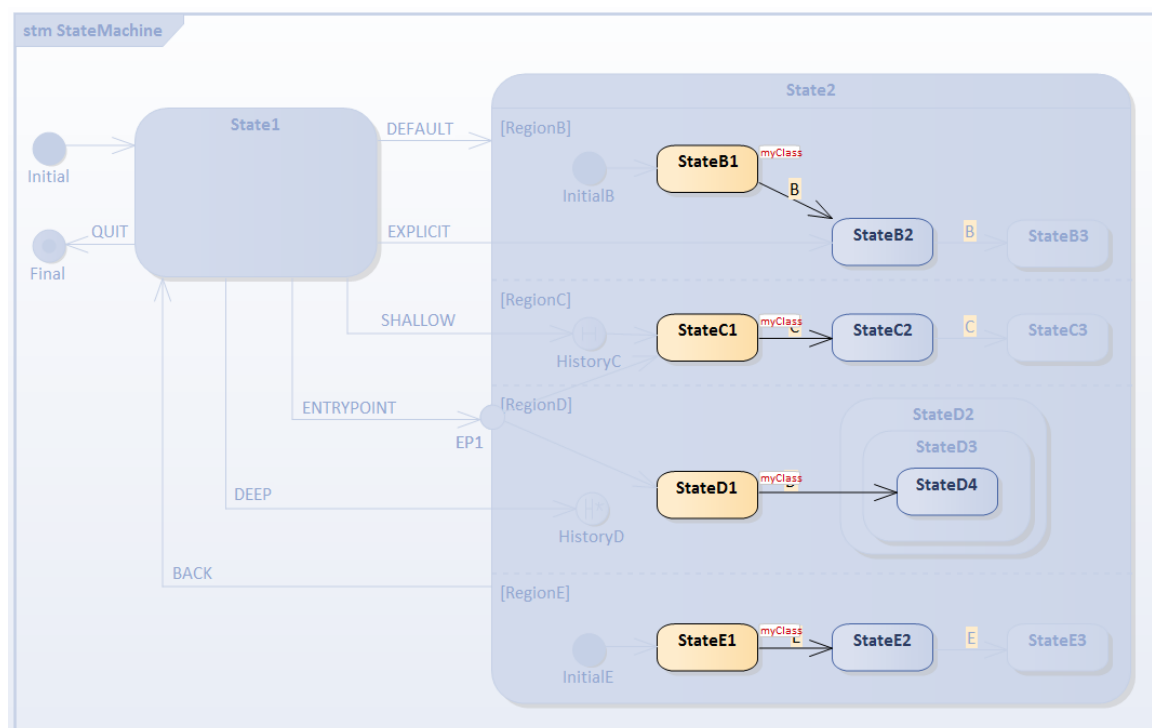 stm StateMachine
State2
State1
DEFAULT
[RegionB]
Initial
InitialB
StateB1
myClass
B
QUIT
EXPLICIT
StateB2
B
StateB3
Final
[RegionC]
SHALLOW
HistoryC
StateC1
myClass
C
StateC2
C
StateC3
ENTRYPOINT
EP1
[RegionD]
StateD2
StateD3
StateD1
myClass
StateD4
DEEP
HistoryD
BACK
[RegionE]
InitialE
StateE1
myClass
StateE2
E
StateE3